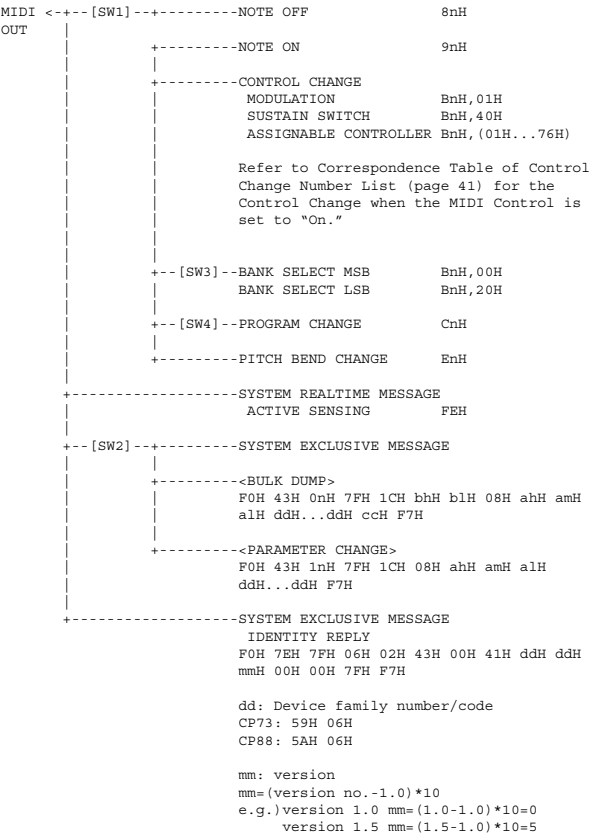 MIDI <-+--[SW1]--+---------NOTE OFF 8nH
OUT |
+---------NOTE ON 9nH
+---------CONTROL CHANGE
MODULATION BnH,01H
SUSTAIN SWITCH BnH,40H
ASSIGNABLE CONTROLLER BnH,(01H...76H)
Refer to Correspondence Table of Control
Change Number List (page 41) for the
Control Change when the MIDI Control is
set to “On.”
+--[SW3]--BANK SELECT MSB BnH,00H
BANK SELECT LSB BnH,20H
+--[SW4]--PROGRAM CHANGE CnH
+---------PITCH BEND CHANGE EnH
+-------------------SYSTEM REALTIME MESSAGE
ACTIVE SENSING FEH
+--[SW2]--+---------SYSTEM EXCLUSIVE MESSAGE
+---------<BULK DUMP>
F0H 43H 0nH 7FH 1CH bhH blH 08H ahH amH
alH ddH...ddH ccH F7H
+---------<PARAMETER CHANGE>
F0H 43H 1nH 7FH 1CH 08H ahH amH alH
ddH...ddH F7H
+-------------------SYSTEM EXCLUSIVE MESSAGE
IDENTITY REPLY
F0H 7EH 7FH 06H 02H 43H 00H 41H ddH ddH
mmH 00H 00H 7FH F7H
dd: Device family number/code
CP73: 59H 06H
CP88: 5AH 06H
mm: version
mm=(version no.-1.0)*10
e.g.)version 1.0 mm=(1.0-1.0)*10=0
version 1.5 mm=(1.5-1.0)*10=5